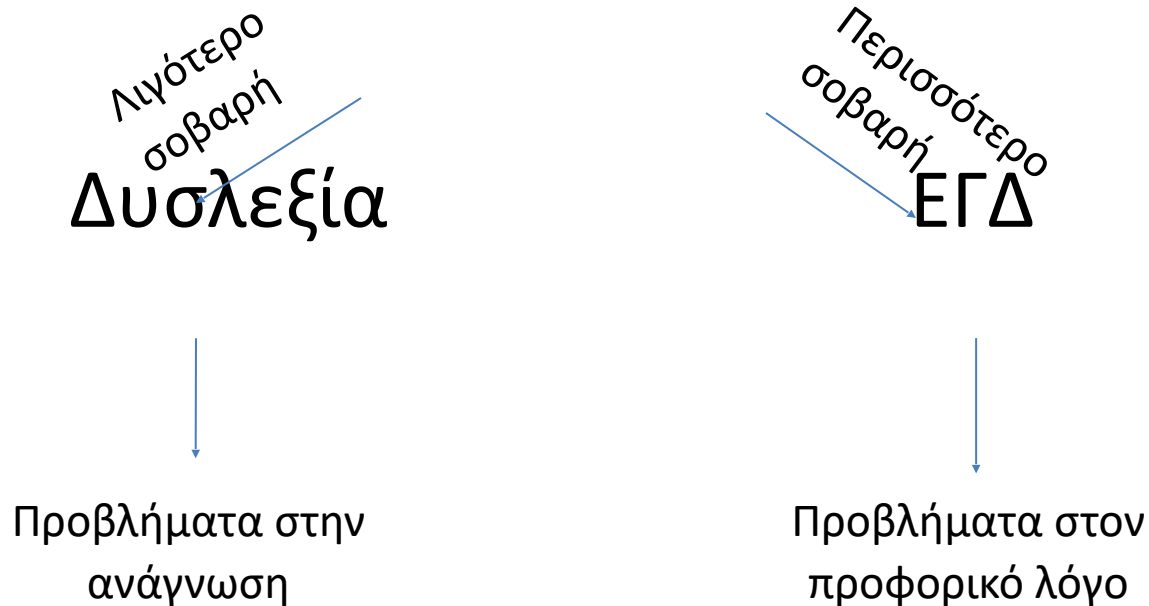 Λιγότερο
σοβαρή
Περισσότερο
σοβαρή
Δυσλεξία
ΕΓΔ
Προβλήματα στην
ανάγνωση
Προβλήματα στον
προφορικό λόγο